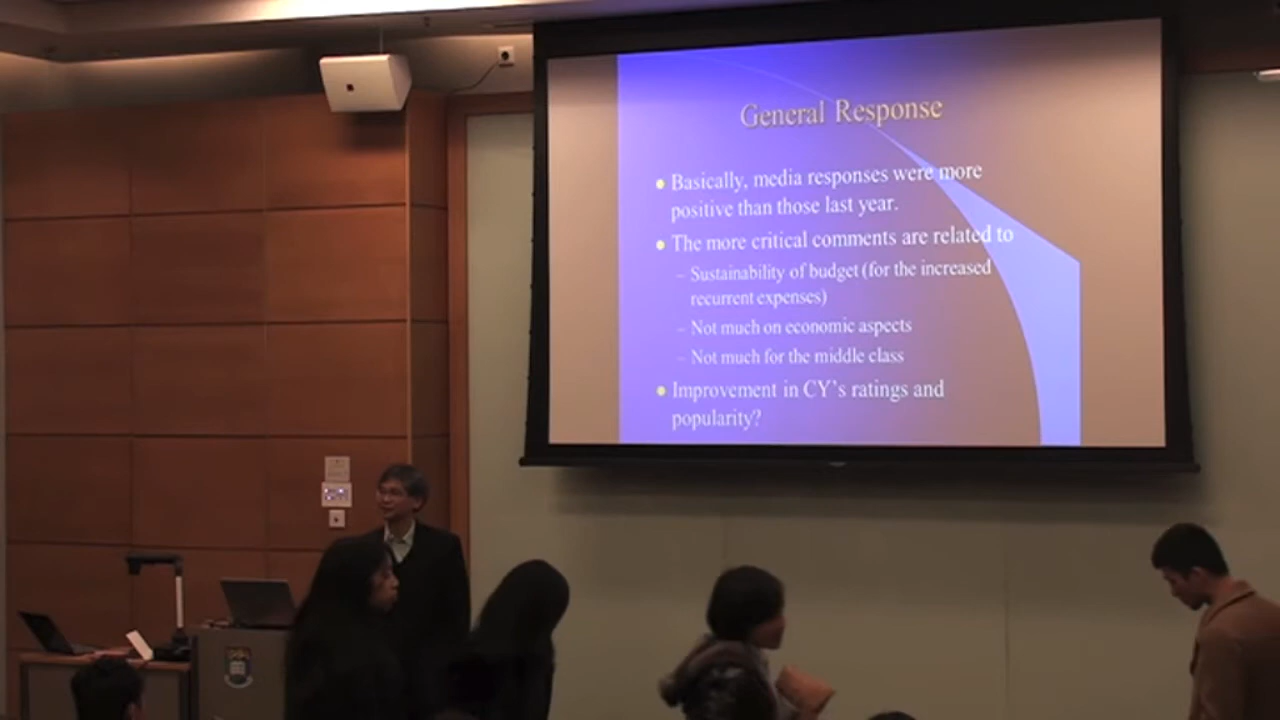 General Response
• Basically, media responses were more
positive than those last year.
• The more critical comments are related to
– Sustainability of budget (for the increased
recurrent expenses)
– Not much on economic aspects
– Not much for the middle class
• Improvement in CY's ratings and
popularity?